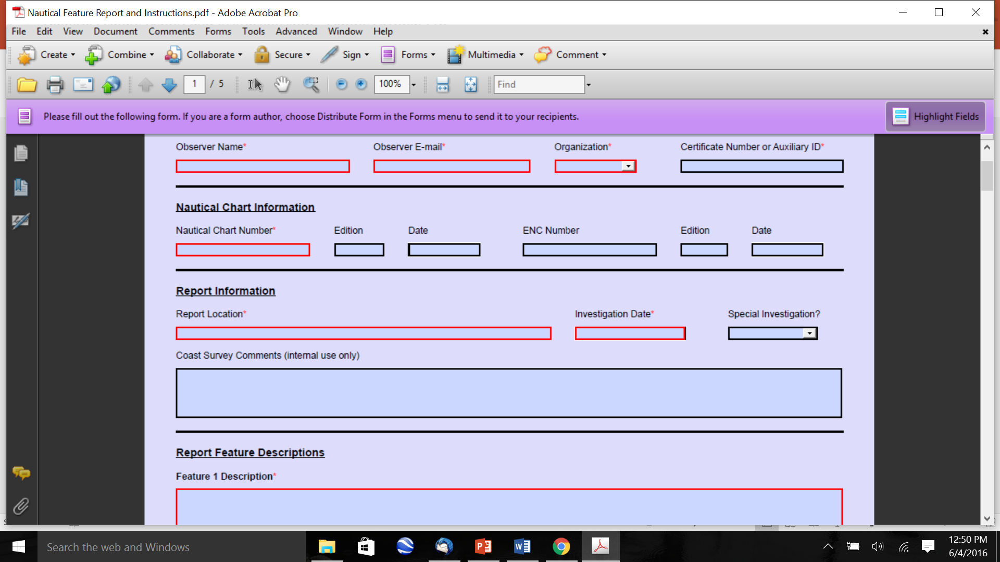 Nautical Feature Report and Instructions.pdf - Adobe Acrobat Pro
File Edit View Document Comments Forms Tools Advanced Window Help
Create Combine Collaborate Secure Sign Forms Multimedia Comment
1 / 5 100% Find
Please fill out the following form. If you are a form author, choose Distribute Form in the Forms menu to send it to your recipients. Highlight Fields
Observer Name* Observer E-mail* Organization* Certificate Number or Auxiliary ID*
Nautical Chart Information
Nautical Chart Number* Edition Date ENC Number Edition Date
Report Information
Report Location* Investigation Date* Special Investigation?
Coast Survey Comments (internal use only)
Report Feature Descriptions
Feature 1 Description*
Search the web and Windows
12:50 PM
6/4/2016